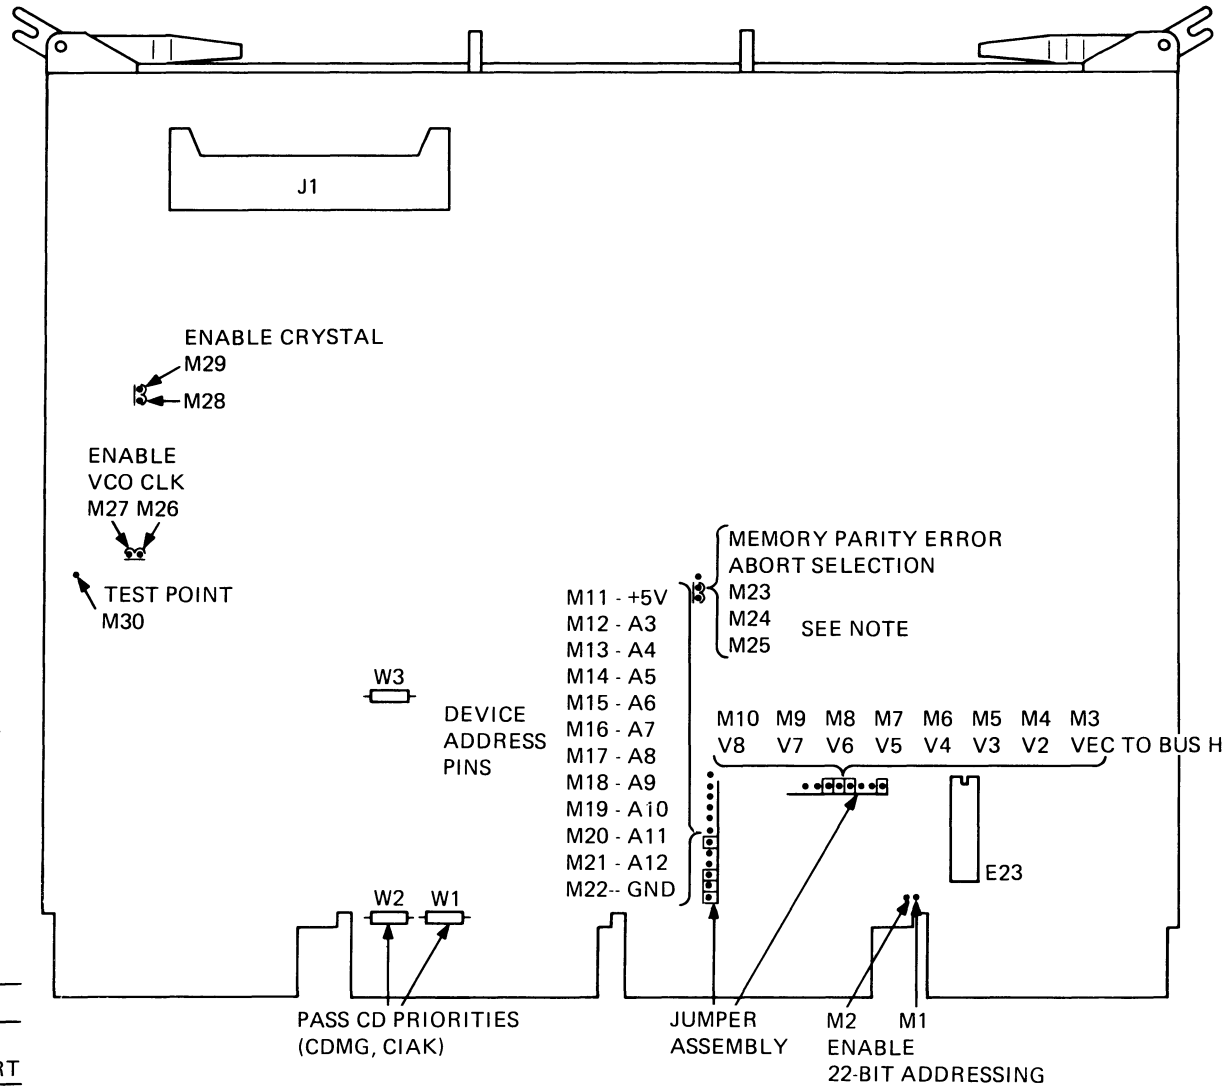 J1
ENABLE CRYSTAL
M29
M28
ENABLE
VCO CLK
M27 M26
TEST POINT
M30
MEMORY PARITY ERROR
ABORT SELECTION
M23
M24
M25
SEE NOTE
M11 - +5V
M12 - A3
M13 - A4
M14 - A5
M15 - A6
M16 - A7
M17 - A8
M18 - A9
M19 - A10
M20 - A11
M21 - A12
M22-- GND
DEVICE
ADDRESS
PINS
W3
M10 M9 M8 M7 M6 M5 M4 M3
V8 V7 V6 V5 V4 V3 V2 VEC TO BUS H
E23
W2 W1
PASS CD PRIORITIES
(CDMG, CIAK)
JUMPER
ASSEMBLY
M2 M1
ENABLE
22-BIT ADDRESSING
RT